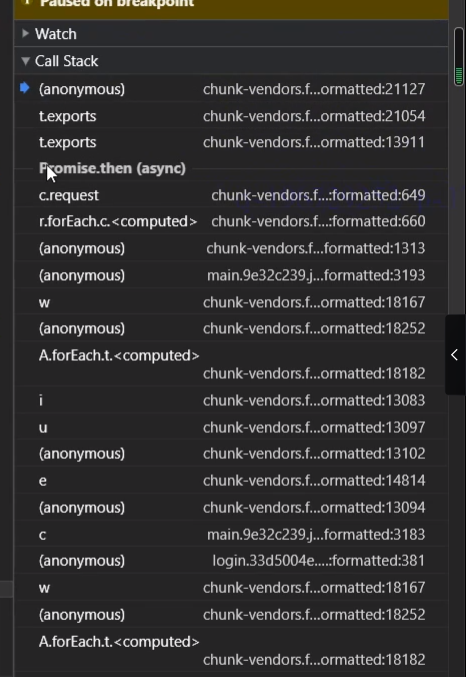 Paused on breakpoint
Watch
Call Stack
(anonymous) chunk-vendors.f...ormatted:21127
t.exports chunk-vendors.f...ormatted:21054
t.exports chunk-vendors.f...ormatted:13911
Promise.then (async)
c.request chunk-vendors.f...:formatted:649
r.forEach.c.<computed> chunk-vendors.f...:formatted:660
(anonymous) chunk-vendors.f...formatted:1313
(anonymous) main.9e32c239.j...formatted:3193
w chunk-vendors.f...ormatted:18167
(anonymous) chunk-vendors.f...ormatted:18252
A.forEach.t.<computed>
chunk-vendors.f...ormatted:18182
i chunk-vendors.f...ormatted:13083
u chunk-vendors.f...ormatted:13097
(anonymous) chunk-vendors.f...ormatted:13102
e chunk-vendors.f...ormatted:14814
(anonymous) chunk-vendors.f...ormatted:13094
c main.9e32c239.j...formatted:3183
(anonymous) login.33d5004e....:formatted:381
w chunk-vendors.f...ormatted:18167
(anonymous) chunk-vendors.f...ormatted:18252
A.forEach.t.<computed>
chunk-vendors.f...ormatted:18182